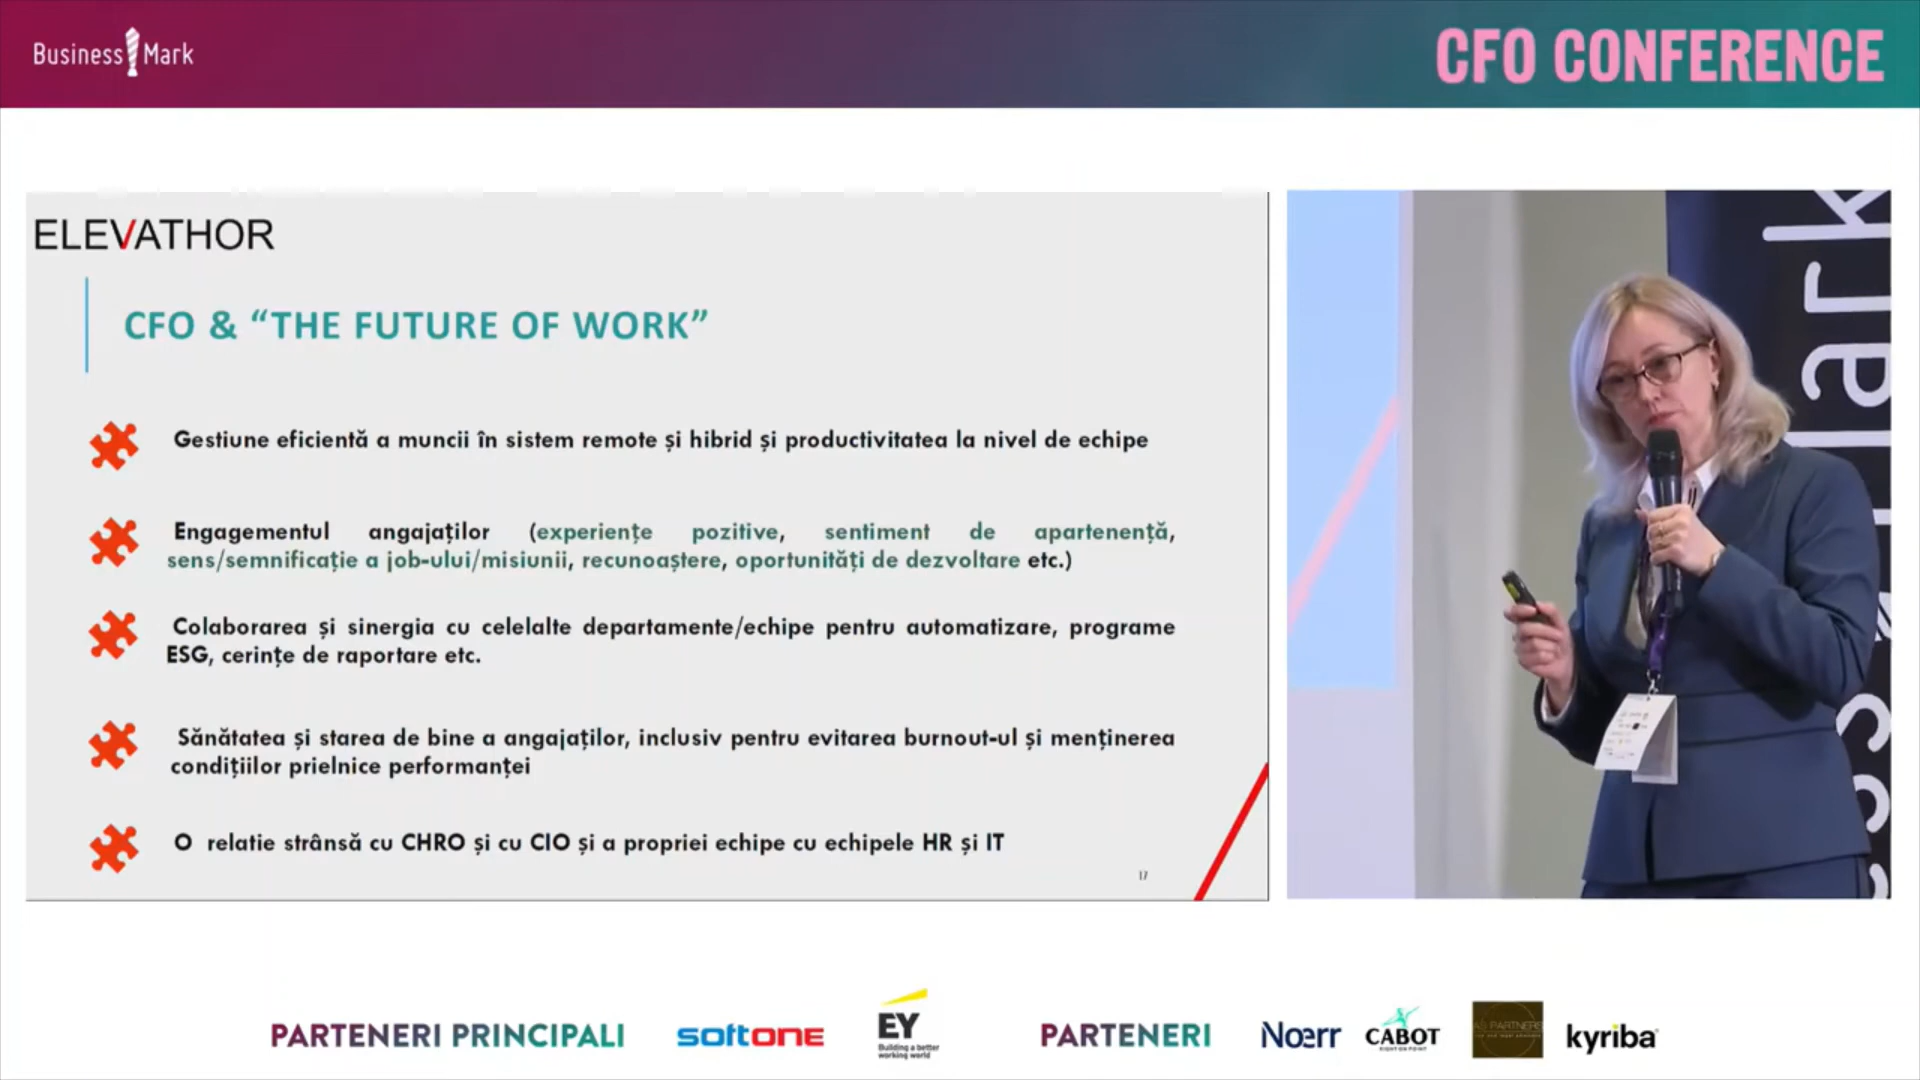 Business Mark
CFO CONFERENCE
ELEVATHOR
CFO & “THE FUTURE OF WORK”
Gestiune eficientă a muncii în sistem remote și hibrid și productivitatea la nivel de echipe
Engagementul angajaților (experiențe pozitive, sentiment de apartenență,
sens/semnificație a job-ului/misiunii, recunoaștere, oportunități de dezvoltare etc.)
Colaborarea și sinergia cu celelalte departamente/echipe pentru automatizare, programe
ESG, cerințe de raportare etc.
Sănătatea și starea de bine a angajaților, inclusiv pentru evitarea burnout-ul și menținerea
condițiilor prielnice performanței
O relatie strânsă cu CHRO și cu CIO și a propriei echipe cu echipele HR și IT
17
ark
PARTENERI PRINCIPALI
softone
EY
Building a better
working world
PARTENERI
Noerr
CABOT
kyriba